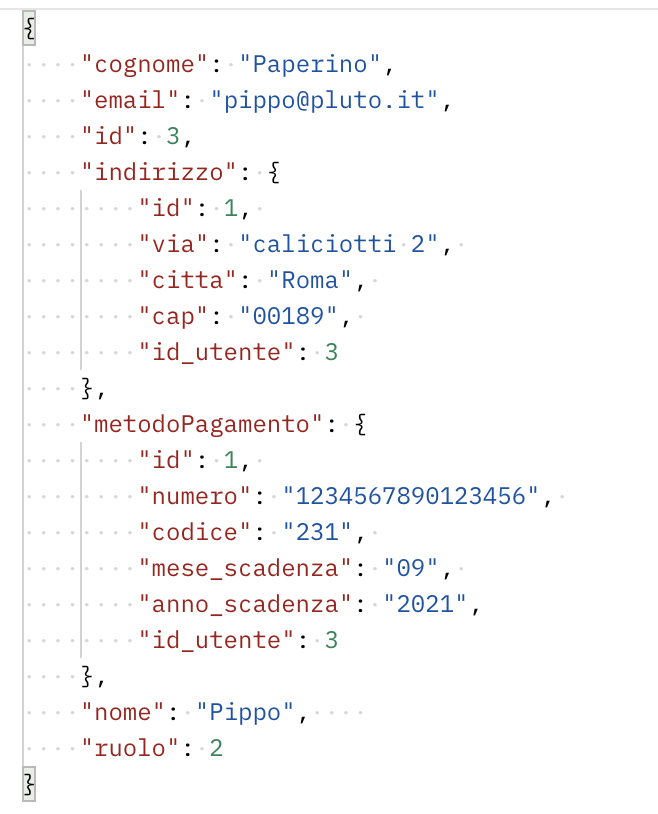 {
    "cognome": "Paperino",
    "email": "pippo@pluto.it",
    "id": 3,
    "indirizzo": {
        "id": 1,
        "via": "caliciotti 2",
        "citta": "Roma",
        "cap": "00189",
        "id_utente": 3
    },
    "metodoPagamento": {
        "id": 1,
        "numero": "1234567890123456",
        "codice": "231",
        "mese_scadenza": "09",
        "anno_scadenza": "2021",
        "id_utente": 3
    },
    "nome": "Pippo",
    "ruolo": 2
}